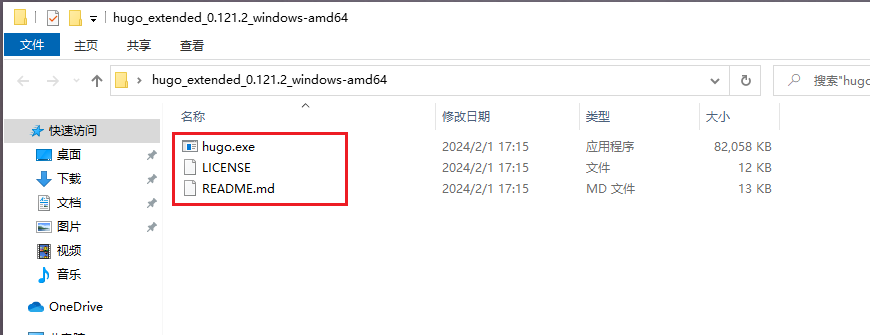 hugo_extended_0.121.2_windows-amd64
文件 主页 共享 查看
hugo_extended_0.121.2_windows-amd64 搜索"hugo
名称 修改日期 类型 大小
快速访问
桌面
下载
文档
图片
视频
音乐
OneDrive
hugo.exe 2024/2/1 17:15 应用程序 82,058 KB
LICENSE 2024/2/1 17:15 文件 12 KB
README.md 2024/2/1 17:15 MD 文件 13 KB